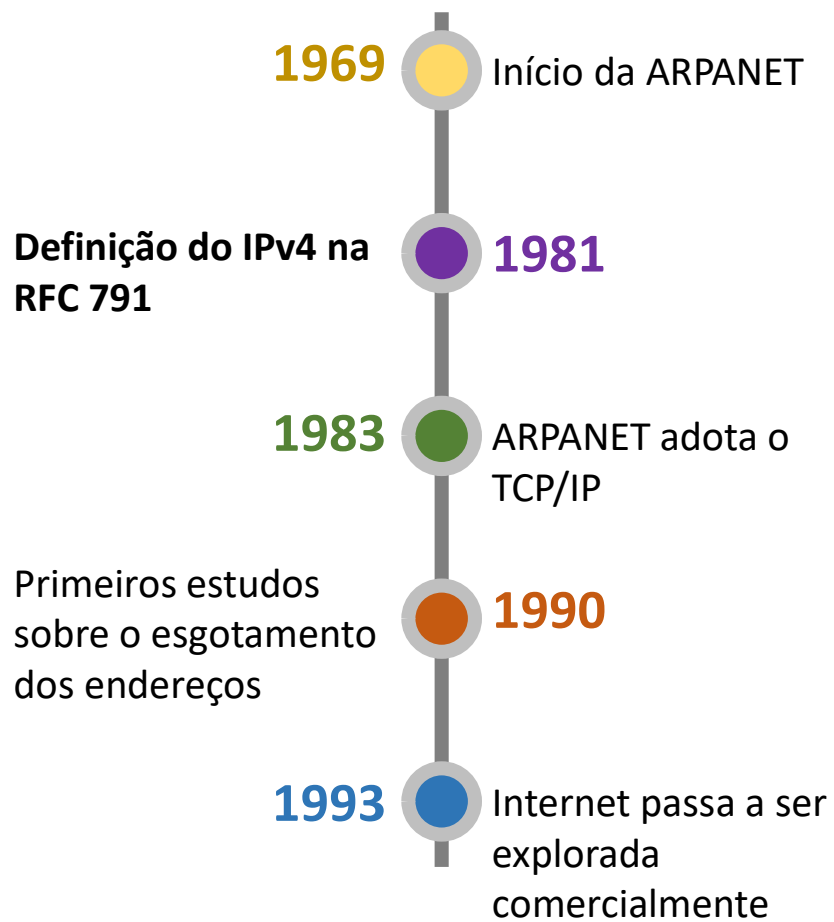 1969
Início da ARPANET
Definição do IPv4 na
RFC 791
1981
1983
ARPANET adota o
TCP/IP
Primeiros estudos
sobre o esgotamento
dos endereços
1990
1993
Internet passa a ser
explorada
comercialmente